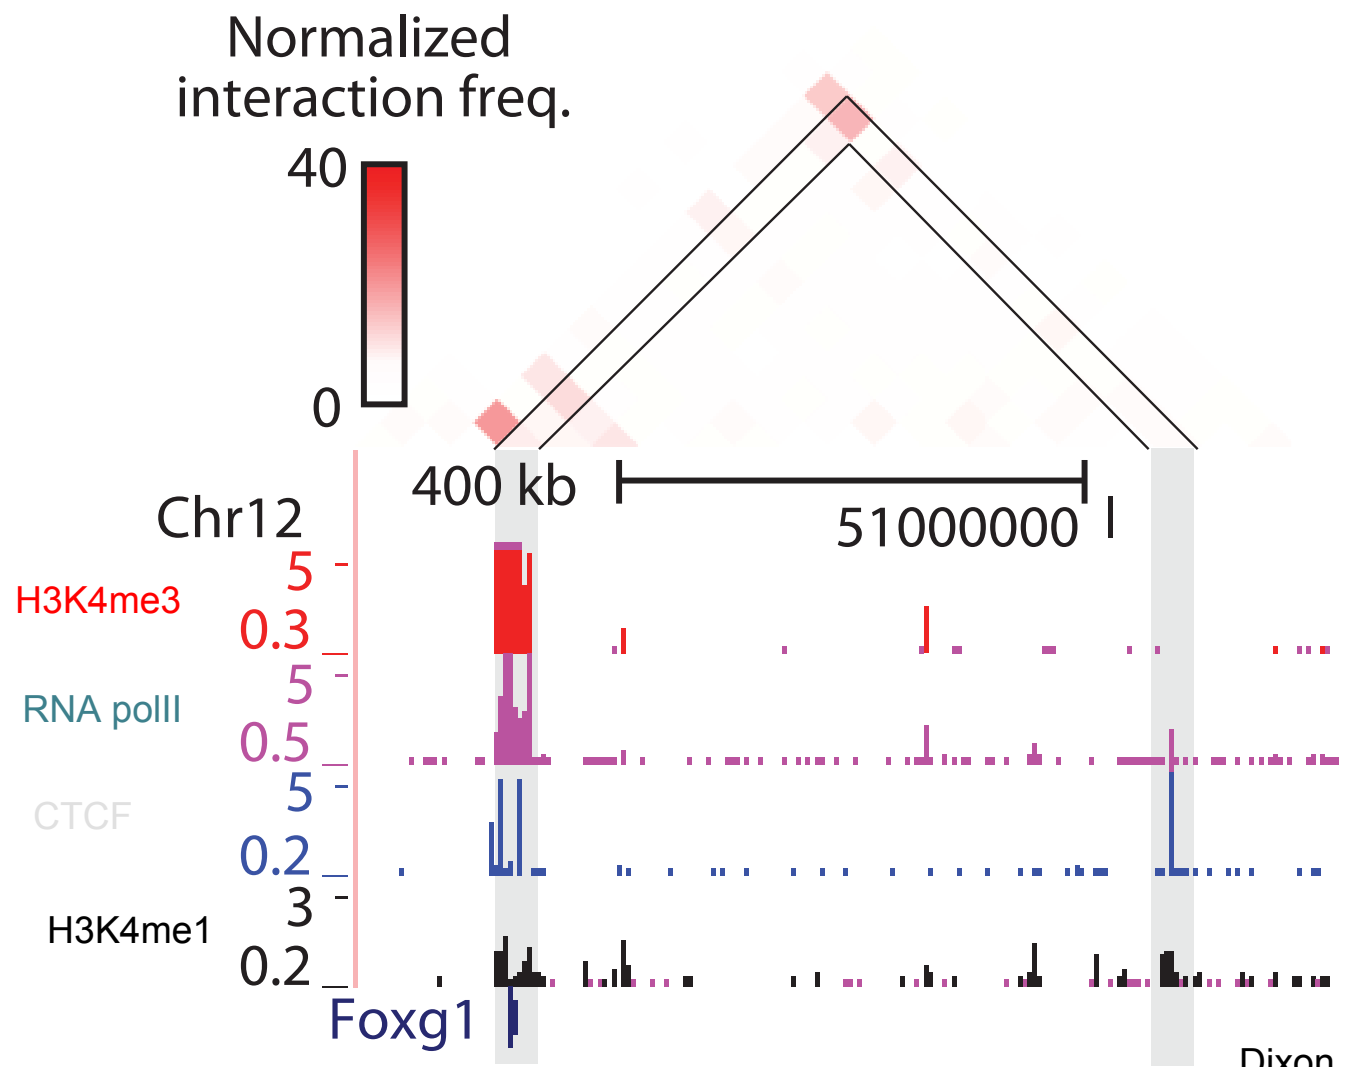 Normalized
interaction freq.
40
0
400 kb
51000000
Chr12
5
H3K4me3
0.3
5
RNA polII
0.5
5
CTCF
0.2
3
H3K4me1
0.2
Foxg1
Dixon